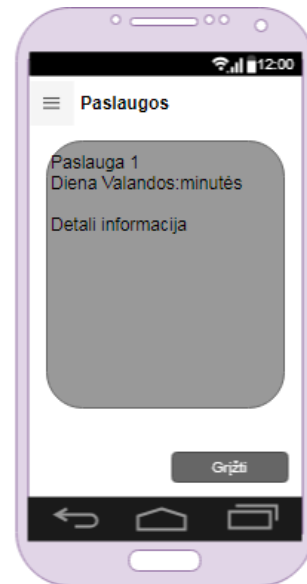 12:00
Paslaugos
Paslauga 1
Diena Valandos:minutės
Detali informacija
Grįžti